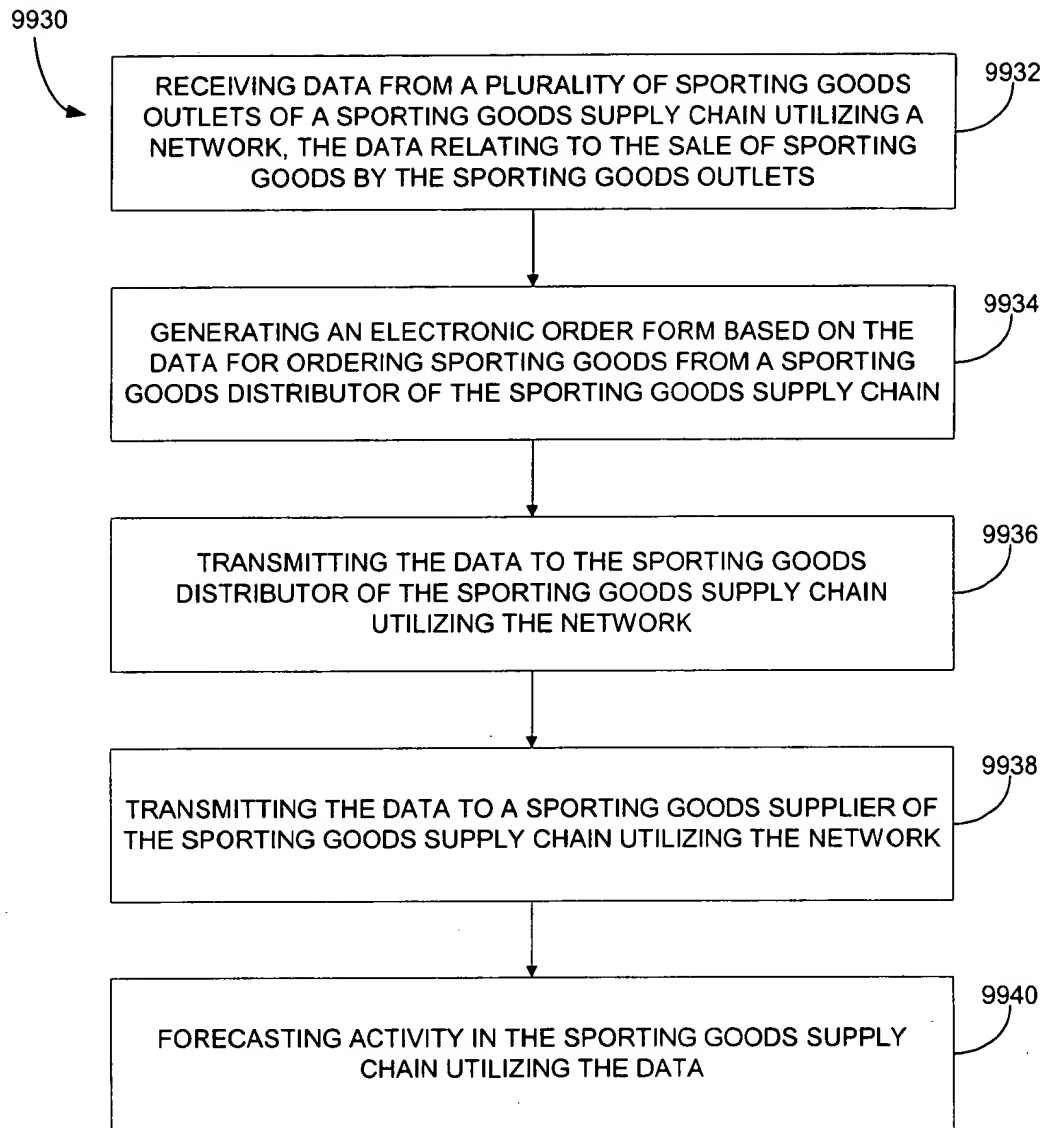 9930
RECEIVING DATA FROM A PLURALITY OF SPORTING GOODS
OUTLETS OF A SPORTING GOODS SUPPLY CHAIN UTILIZING A
NETWORK, THE DATA RELATING TO THE SALE OF SPORTING
GOODS BY THE SPORTING GOODS OUTLETS
9932
GENERATING AN ELECTRONIC ORDER FORM BASED ON THE
DATA FOR ORDERING SPORTING GOODS FROM A SPORTING
GOODS DISTRIBUTOR OF THE SPORTING GOODS SUPPLY CHAIN
9934
TRANSMITTING THE DATA TO THE SPORTING GOODS
DISTRIBUTOR OF THE SPORTING GOODS SUPPLY CHAIN
UTILIZING THE NETWORK
9936
TRANSMITTING THE DATA TO A SPORTING GOODS SUPPLIER OF
THE SPORTING GOODS SUPPLY CHAIN UTILIZING THE NETWORK
9938
FORECASTING ACTIVITY IN THE SPORTING GOODS SUPPLY
CHAIN UTILIZING THE DATA
9940